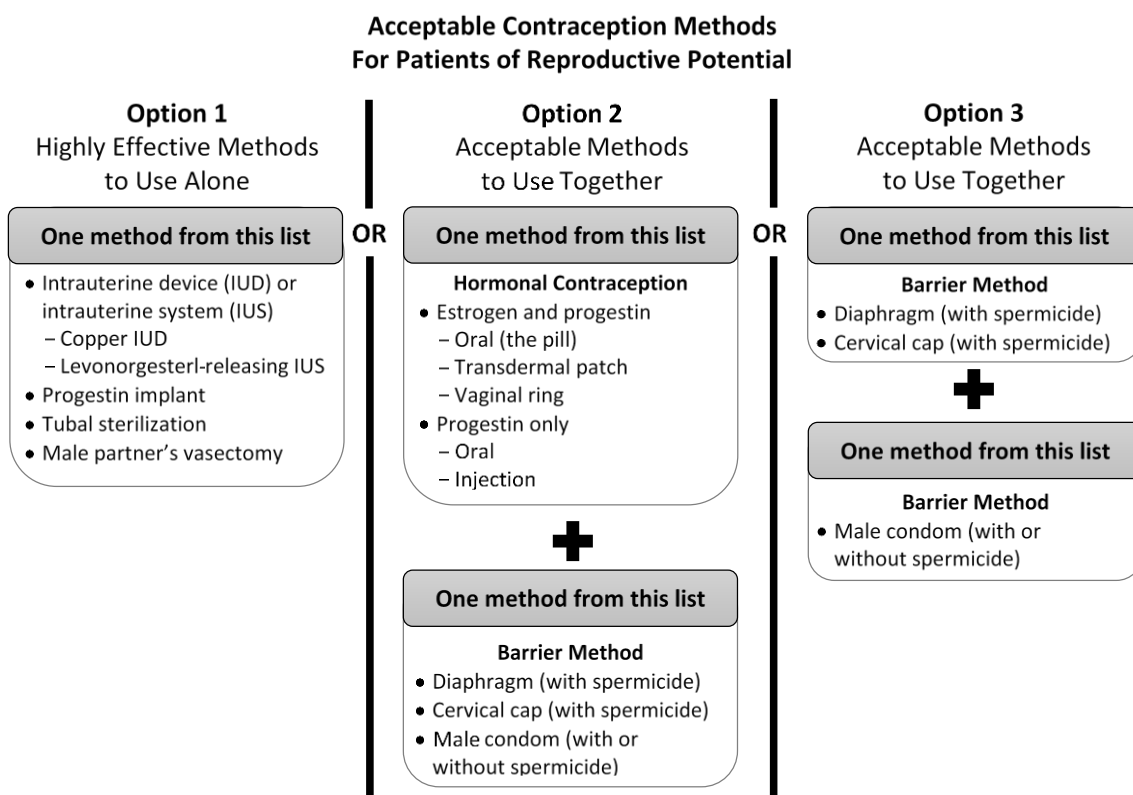 Acceptable Contraception Methods
For Patients of Reproductive Potential
Option 1
Highly Effective Methods
to Use Alone
One method from this list
• Intrauterine device (IUD) or
intrauterine system (IUS)
– Copper IUD
– Levonorgesterl-releasing IUS
• Progestin implant
• Tubal sterilization
• Male partner's vasectomy
OR
Option 2
Acceptable Methods
to Use Together
One method from this list
Hormonal Contraception
• Estrogen and progestin
– Oral (the pill)
– Transdermal patch
– Vaginal ring
• Progestin only
– Oral
– Injection
One method from this list
Barrier Method
• Diaphragm (with spermicide)
• Cervical cap (with spermicide)
• Male condom (with or
without spermicide)
OR
Option 3
Acceptable Methods
to Use Together
One method from this list
Barrier Method
• Diaphragm (with spermicide)
• Cervical cap (with spermicide)
One method from this list
Barrier Method
• Male condom (with or
without spermicide)